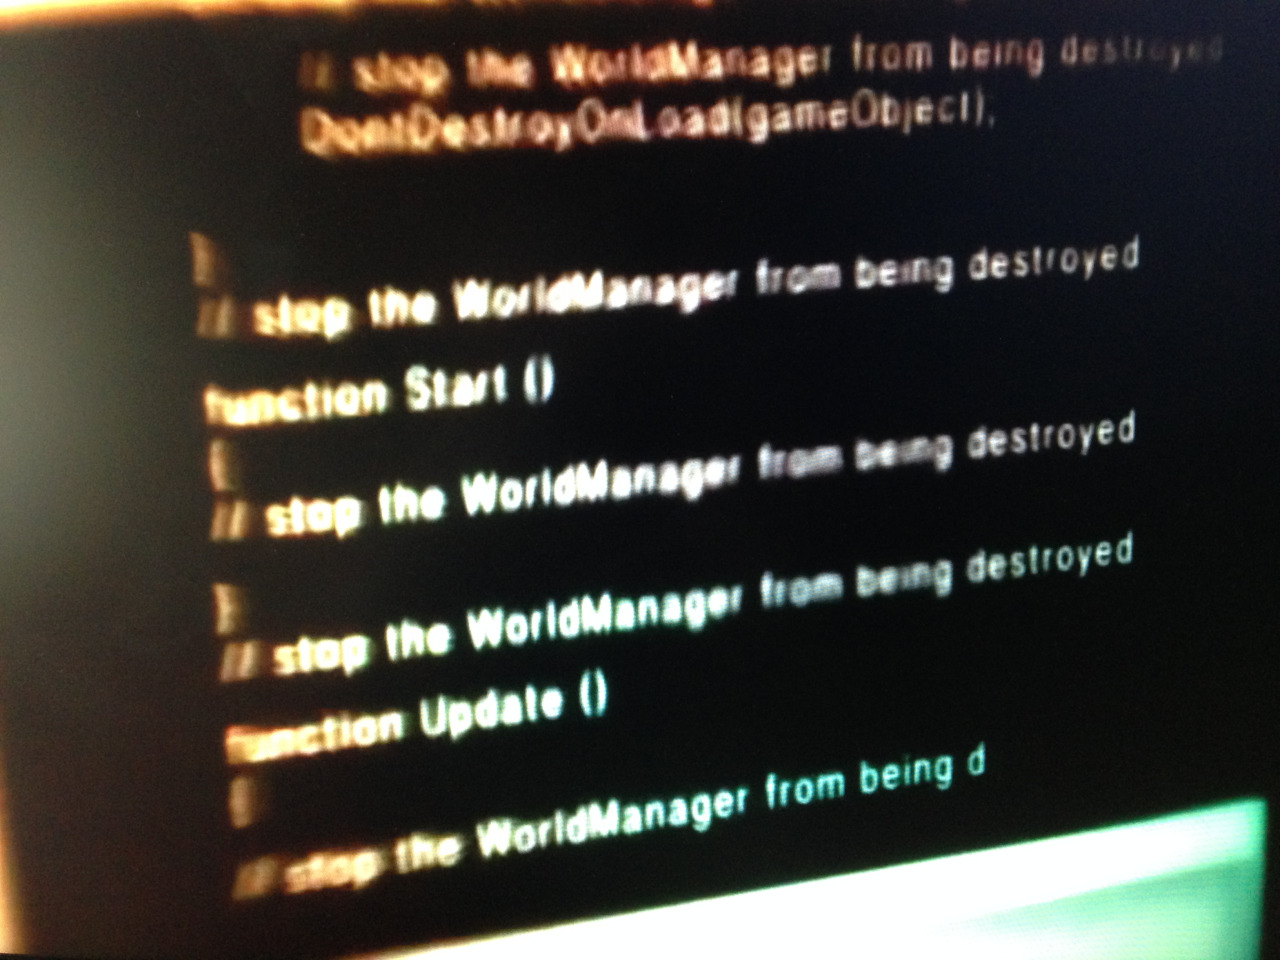 // stop the WorldManager from being destroyed
DontDestroyOnLoad(gameObject);
}
// stop the WorldManager from being destroyed
function Start ()
{
// stop the WorldManager from being destroyed
}
// stop the WorldManager from being destroyed
function Update ()
{
// stop the WorldManager from being d